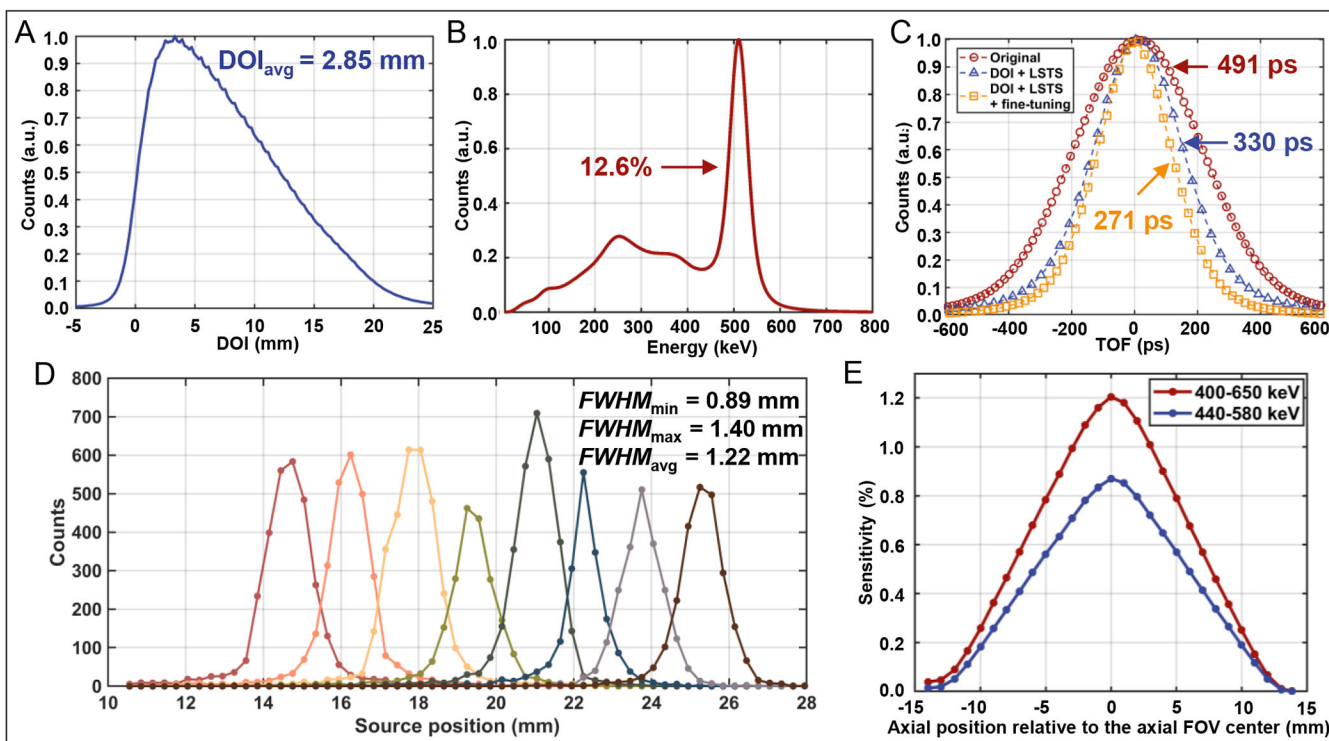 A
DOIavg = 2.85 mm
Counts (a.u.)
1.0
0.9
0.8
0.7
0.6
0.5
0.4
0.3
0.2
0.1
0.0
-5 0 5 10 15 20 25
DOI (mm)
B
12.6%
Counts (a.u.)
1.0
0.8
0.6
0.4
0.2
0.0
100 200 300 400 500 600 700 800
Energy (keV)
C
Original
DOI + LSTS
DOI + LSTS
+ fine-tuning
491 ps
330 ps
271 ps
Counts (a.u.)
1.0
0.9
0.8
0.7
0.6
0.5
0.4
0.3
0.2
0.1
0.0
-600 -400 -200 0 200 400 600
TOF (ps)
D
FWHMmin = 0.89 mm
FWHMmax = 1.40 mm
FWHMavg = 1.22 mm
Counts
800
700
600
500
400
300
200
100
0
10 12 14 16 18 20 22 24 26 28
Source position (mm)
E
400-650 keV
440-580 keV
Sensitivity (%)
1.2
1.0
0.8
0.6
0.4
0.2
0.0
-15 -10 -5 0 5 10 15
Axial position relative to the axial FOV center (mm)